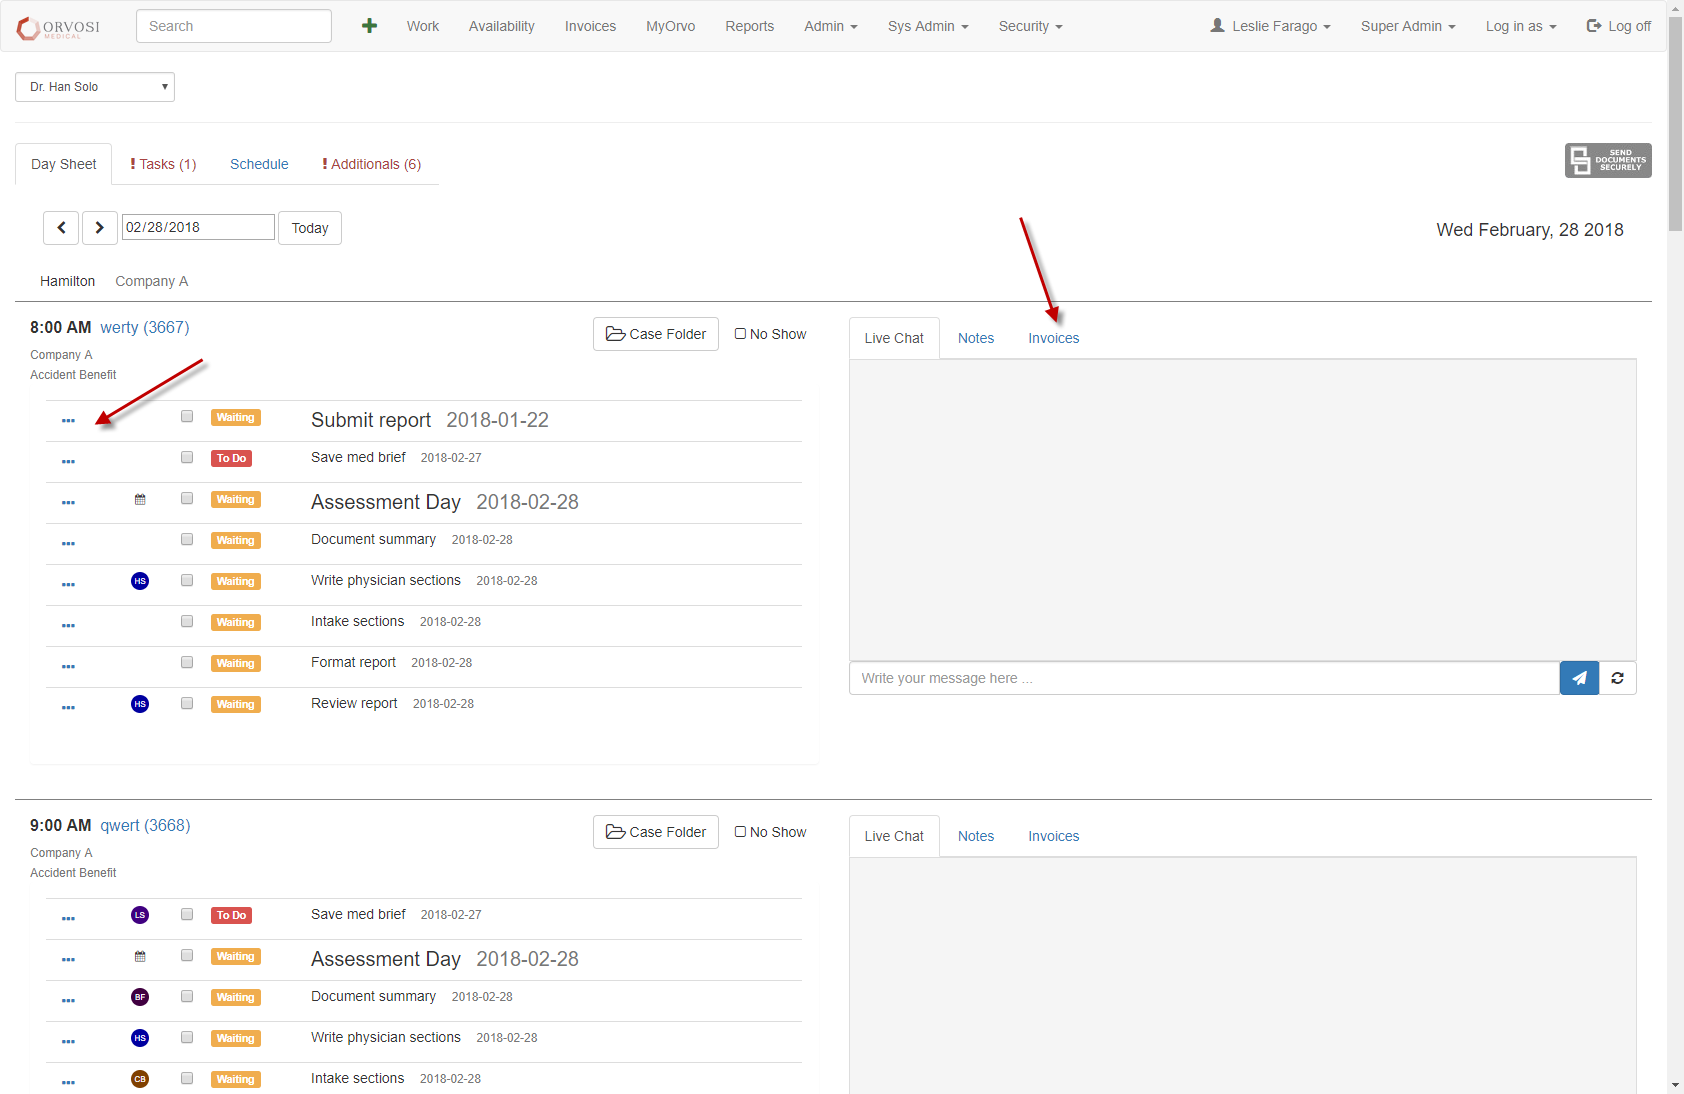 ORVOSI
MEDICAL
Search
Work
Availability
Invoices
MyOrvo
Reports
Admin
Sys Admin
Security
Leslie Farago
Super Admin
Log in as
Log off
Dr. Han Solo
Day Sheet
! Tasks (1)
Schedule
! Additionals (6)
SEND
DOCUMENTS
SECURELY
02/28/2018
Today
Wed February, 28 2018
Hamilton
Company A
8:00 AM werty (3667)
Case Folder
No Show
Company A
Accident Benefit
Waiting Submit report 2018-01-22
To Do Save med brief 2018-02-27
Waiting Assessment Day 2018-02-28
Waiting Document summary 2018-02-28
HS Waiting Write physician sections 2018-02-28
Waiting Intake sections 2018-02-28
Waiting Format report 2018-02-28
HS Waiting Review report 2018-02-28
Live Chat
Notes
Invoices
Write your message here ...
9:00 AM qwert (3668)
Case Folder
No Show
Company A
Accident Benefit
LS To Do Save med brief 2018-02-27
Waiting Assessment Day 2018-02-28
BF Waiting Document summary 2018-02-28
HS Waiting Write physician sections 2018-02-28
CB Waiting Intake sections 2018-02-28
Live Chat
Notes
Invoices